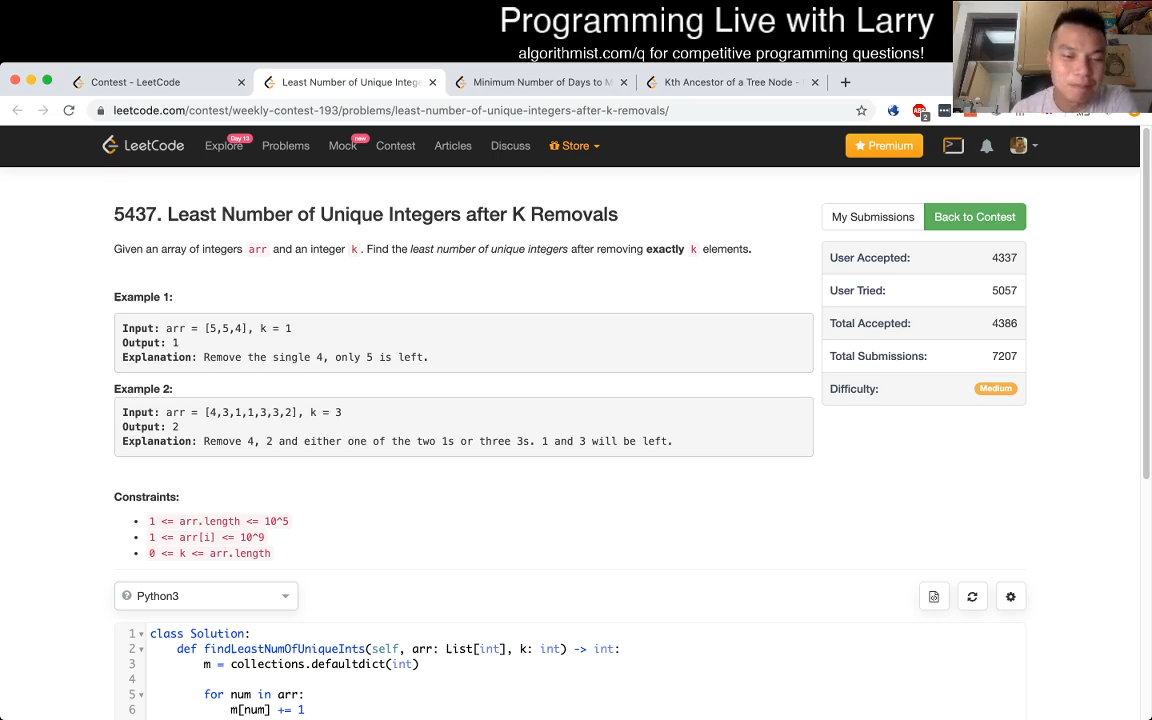 Programming Live with Larry
algorithmist.com/q for competitive programming questions!
Contest - LeetCode
Least Number of Unique Intege
Minimum Number of Days to M
Kth Ancestor of a Tree Node -
leetcode.com/contest/weekly-contest-193/problems/least-number-of-unique-integers-after-k-removals/
LeetCode
Explore
Day 13
Problems
Mock
new
Contest
Articles
Discuss
Store
Premium
5437. Least Number of Unique Integers after K Removals
My Submissions
Back to Contest
Given an array of integers arr and an integer k. Find the least number of unique integers after removing exactly k elements.
User Accepted: 4337
User Tried: 5057
Total Accepted: 4386
Total Submissions: 7207
Difficulty: Medium
Example 1:
Input: arr = [5,5,4], k = 1
Output: 1
Explanation: Remove the single 4, only 5 is left.
Example 2:
Input: arr = [4,3,1,1,3,3,2], k = 3
Output: 2
Explanation: Remove 4, 2 and either one of the two 1s or three 3s. 1 and 3 will be left.
Constraints:
1 <= arr.length <= 10^5
1 <= arr[i] <= 10^9
0 <= k <= arr.length
Python3
1 class Solution:
2 def findLeastNumOfUniqueInts(self, arr: List[int], k: int) -> int:
3 m = collections.defaultdict(int)
4
5 for num in arr:
6 m[num] += 1